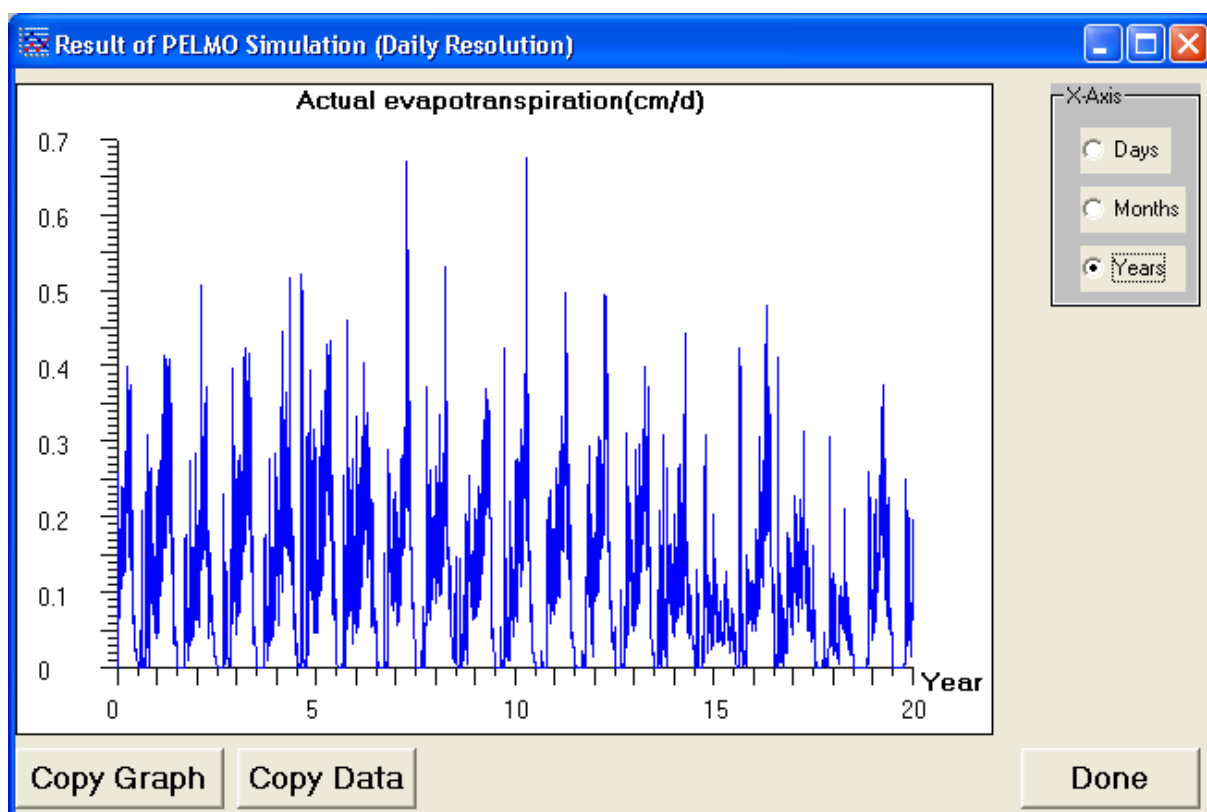 Result of PELMO Simulation (Daily Resolution)
Actual evapotranspiration(cm/d)
0.7
0.6
0.5
0.4
0.3
0.2
0.1
0
0 5 10 15 20
Year
X-Axis
Days
Months
Years
Copy Graph Copy Data Done